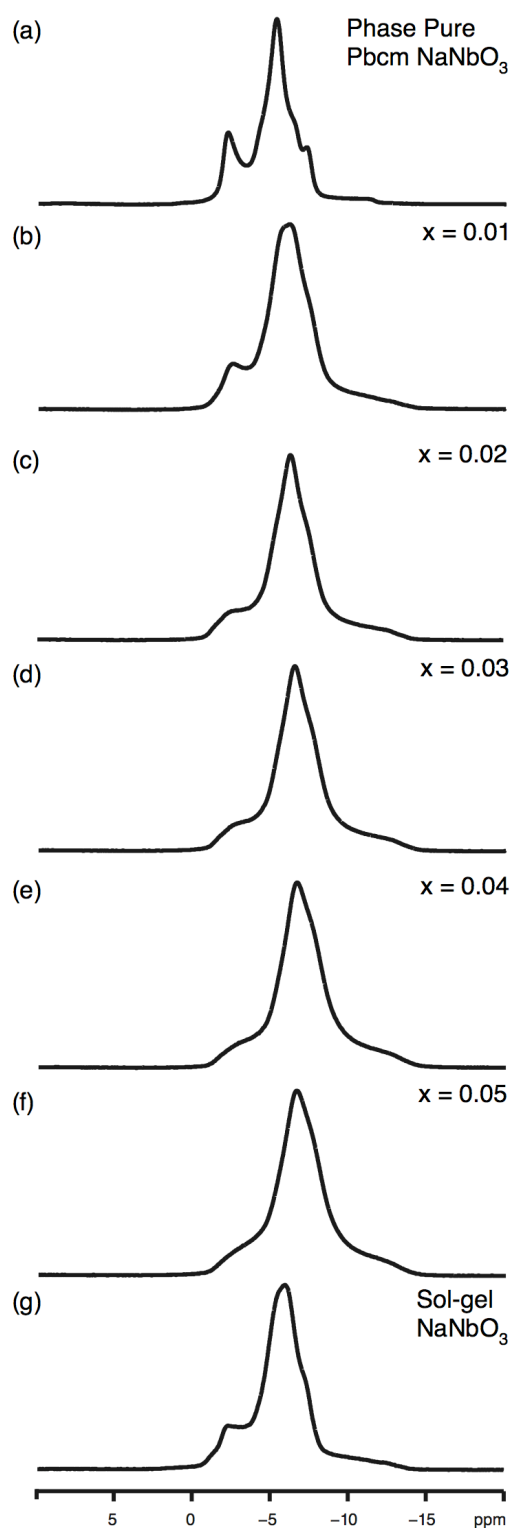 (a)
Phase Pure
Pbcm NaNbO3
(b)
x = 0.01
(c)
x = 0.02
(d)
x = 0.03
(e)
x = 0.04
(f)
x = 0.05
(g)
Sol-gel
NaNbO3
5 0 −5 −10 −15 ppm